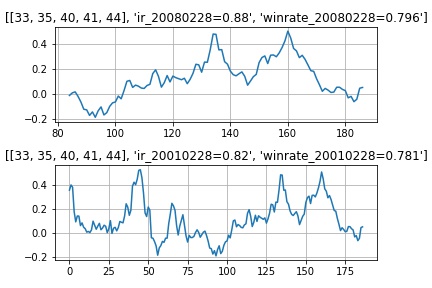 [[33, 35, 40, 41, 44], 'ir_20080228=0.88', 'winrate_20080228=0.796']
0.4
0.2
0.0
−0.2
80 100 120 140 160 180
[[33, 35, 40, 41, 44], 'ir_20010228=0.82', 'winrate_20010228=0.781']
0.4
0.2
0.0
−0.2
0 25 50 75 100 125 150 175